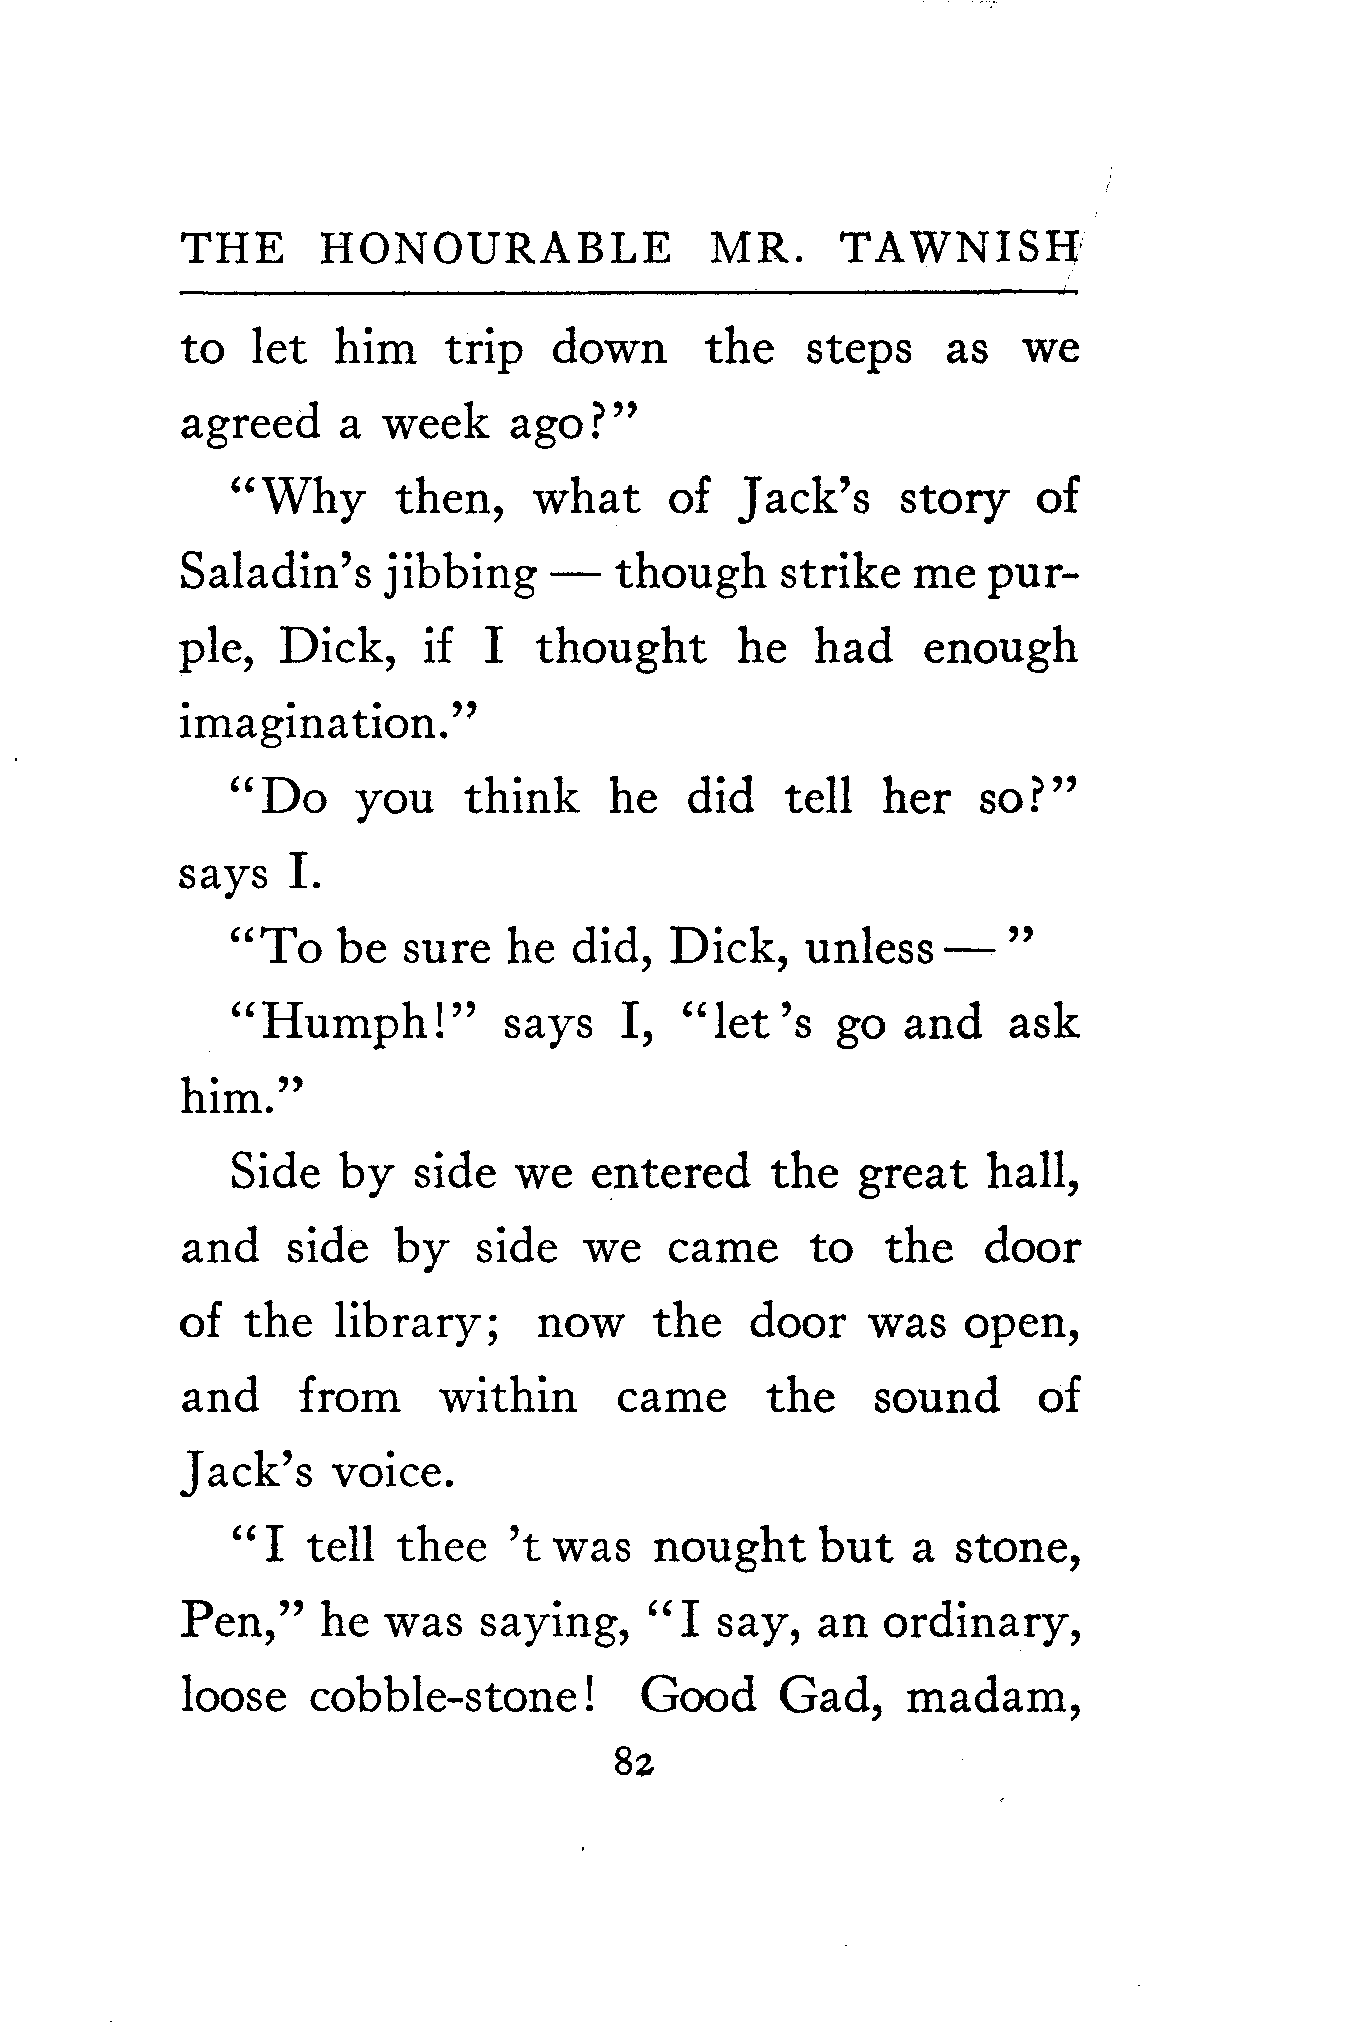 THE HONOURABLE MR. TAWNISH
to let him trip down the steps as we
agreed a week ago?”
“Why then, what of Jack’s story of
Saladin’s jibbing — though strike me pur-
ple, Dick, if I thought he had enough
imagination.”
“Do you think he did tell her so?”
says I.
“To be sure he did, Dick, unless — ”
“Humph!” says I, “let ’s go and ask
him.”
Side by side we entered the great hall,
and side by side we came to the door
of the library; now the door was open,
and from within came the sound of
Jack’s voice.
“I tell thee ’t was nought but a stone,
Pen,” he was saying, “I say, an ordinary,
loose cobble-stone! Good Gad, madam,
82